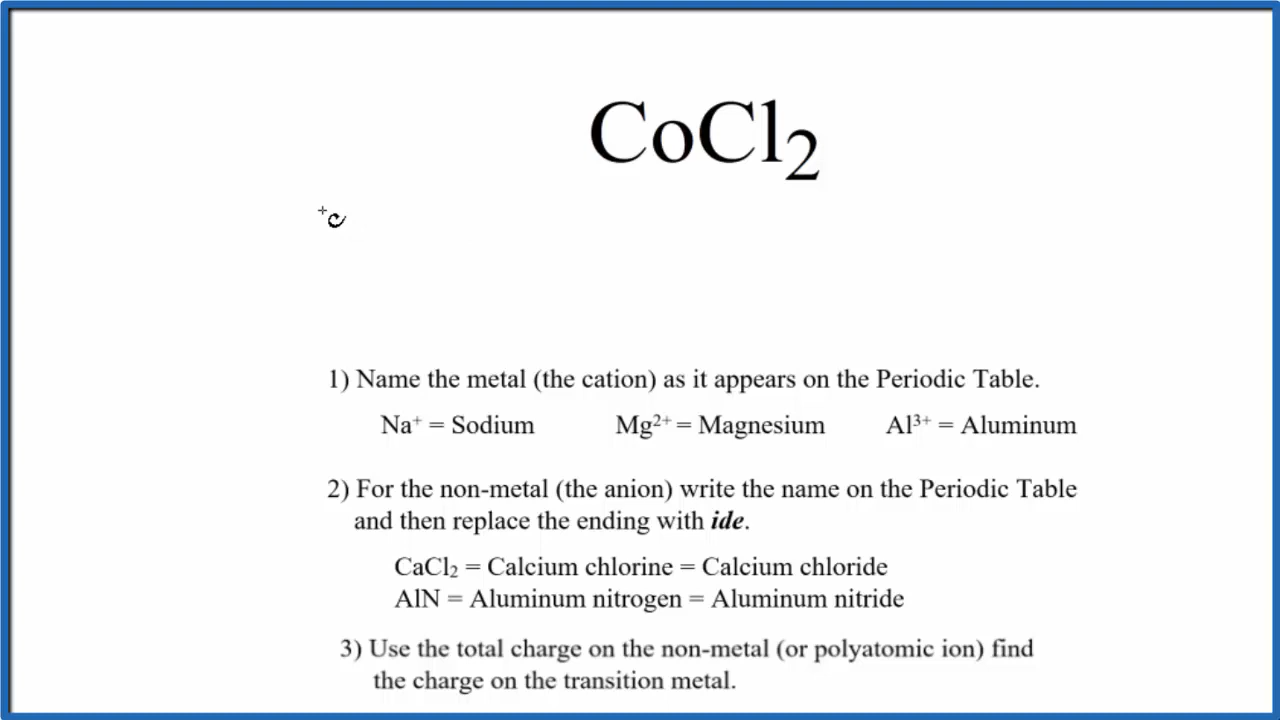 CoCl₂
1) Name the metal (the cation) as it appears on the Periodic Table.
Na⁺ = Sodium Mg²⁺ = Magnesium Al³⁺ = Aluminum
2) For the non-metal (the anion) write the name on the Periodic Table
and then replace the ending with ide.
CaCl₂ = Calcium chlorine = Calcium chloride
AlN = Aluminum nitrogen = Aluminum nitride
3) Use the total charge on the non-metal (or polyatomic ion) find
the charge on the transition metal.